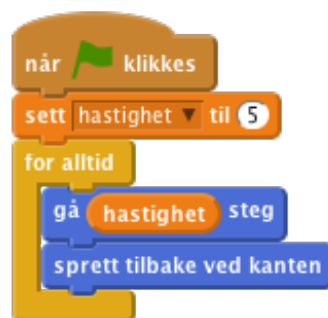 når klikkes
sett hastighet til 5
for alltid
gå hastighet steg
sprett tilbake ved kanten